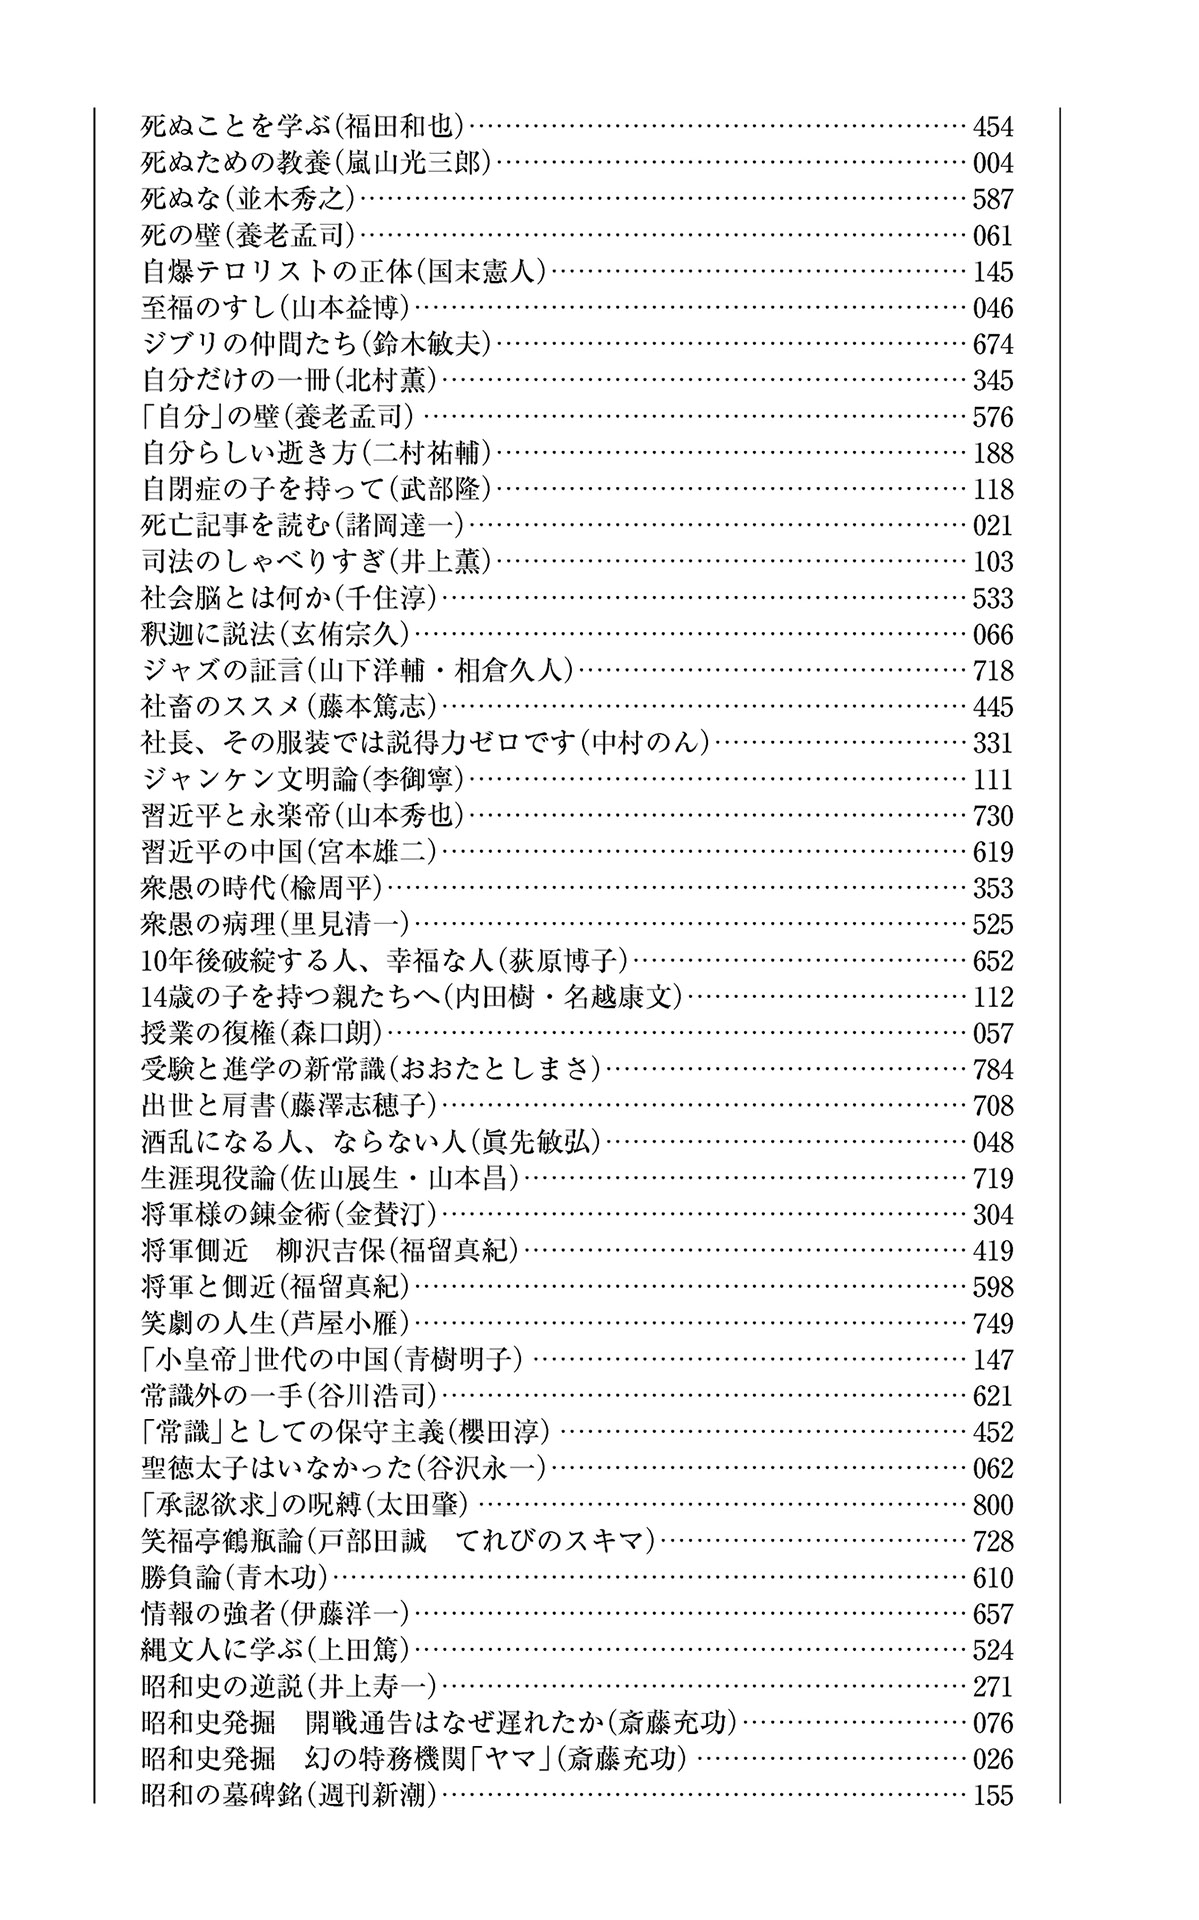 死ぬことを学ぶ(福田和也)……454
死ぬための教養(嵐山光三郎)……004
死ぬな(並木秀之)……587
死の壁(養老孟司)……061
自爆テロリストの正体(国末憲人)……145
至福のすし(山本益博)……046
ジブリの仲間たち(鈴木敏夫)……674
自分だけの一冊(北村薫)……345
「自分」の壁(養老孟司)……576
自分らしい逝き方(二村祐輔)……188
自閉症の子を持って(武部隆)……118
死亡記事を読む(諸岡達一)……021
司法のしゃべりすぎ(井上薫)……103
社会脳とは何か(千住淳)……533
釈迦に説法(玄侑宗久)……066
ジャズの証言(山下洋輔・相倉久人)……718
社畜のススメ(藤本篤志)……445
社長、その服装では説得力ゼロです(中村のん)……331
ジャンケン文明論(李御寧)……111
習近平と永楽帝(山本秀也)……730
習近平の中国(宮本雄二)……619
衆愚の時代(楡周平)……353
衆愚の病理(里見清一)……525
10年後破綻する人、幸福な人(荻原博子)……652
14歳の子を持つ親たちへ(内田樹・名越康文)……112
授業の復権(森口朗)……057
受験と進学の新常識(おおたとしまさ)……784
出世と肩書(藤澤志穂子)……708
酒乱になる人、ならない人(眞先敏弘)……048
生涯現役論(佐山展生・山本昌)……719
将軍様の錬金術(金賛汀)……304
将軍側近　柳沢吉保(福留真紀)……419
将軍と側近(福留真紀)……598
笑劇の人生(芦屋小雁)……749
「小皇帝」世代の中国(青樹明子)……147
常識外の一手(谷川浩司)……621
「常識」としての保守主義(櫻田淳)……452
聖徳太子はいなかった(谷沢永一)……062
「承認欲求」の呪縛(太田肇)……800
笑福亭鶴瓶論(戸部田誠　てれびのスキマ)……728
勝負論(青木功)……610
情報の強者(伊藤洋一)……657
縄文人に学ぶ(上田篤)……524
昭和史の逆説(井上寿一)……271
昭和史発掘　開戦通告はなぜ遅れたか(斎藤充功)……076
昭和史発掘　幻の特務機関「ヤマ」(斎藤充功)……026
昭和の墓碑銘(週刊新潮)……155